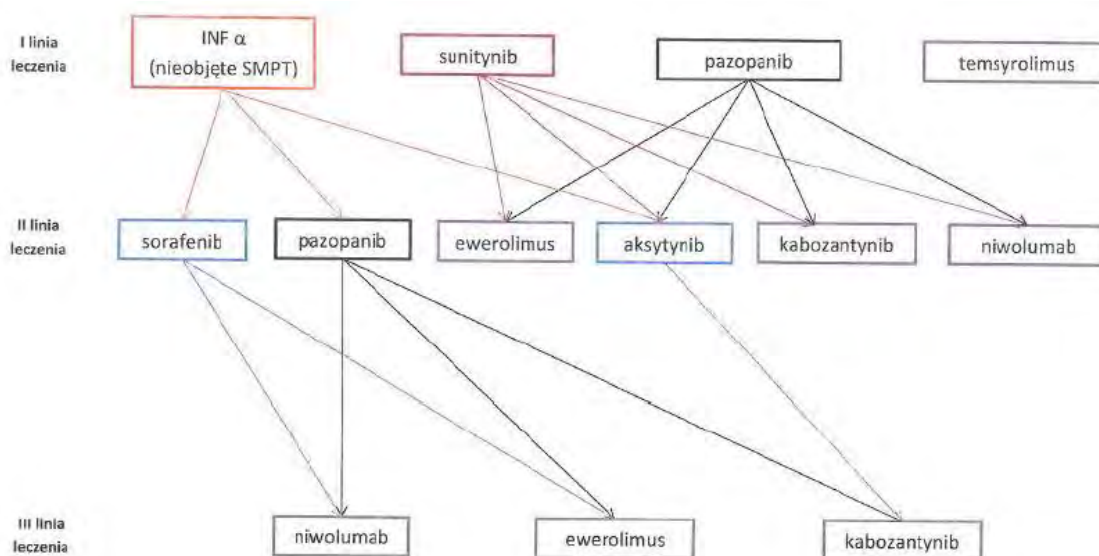 I linia
leczenia
INF α
(nieobjęte SMPT)
sunitynib
pazopanib
temsyrolimus
II linia
leczenia
sorafenib
pazopanib
ewerolimus
aksytynib
kabozantynib
niwolumab
III linia
leczenia
niwolumab
ewerolimus
kabozantynib